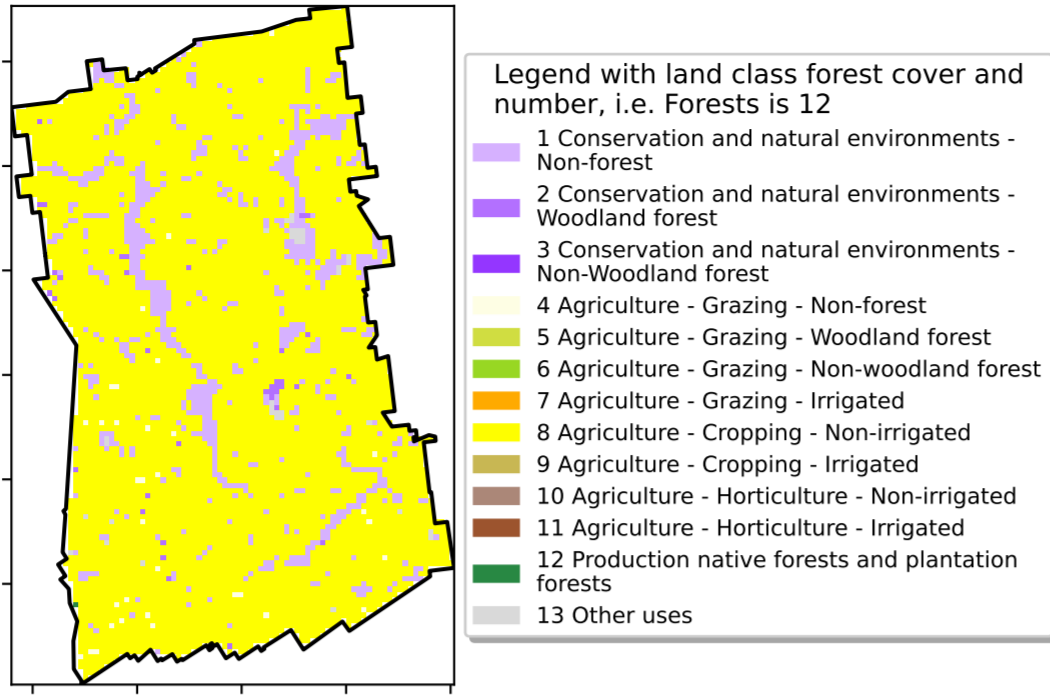 Legend with land class forest cover and
number, i.e. Forests is 12
1 Conservation and natural environments -
Non-forest
2 Conservation and natural environments -
Woodland forest
3 Conservation and natural environments -
Non-Woodland forest
4 Agriculture - Grazing - Non-forest
5 Agriculture - Grazing - Woodland forest
6 Agriculture - Grazing - Non-woodland forest
7 Agriculture - Grazing - Irrigated
8 Agriculture - Cropping - Non-irrigated
9 Agriculture - Cropping - Irrigated
10 Agriculture - Horticulture - Non-irrigated
11 Agriculture - Horticulture - Irrigated
12 Production native forests and plantation
forests
13 Other uses